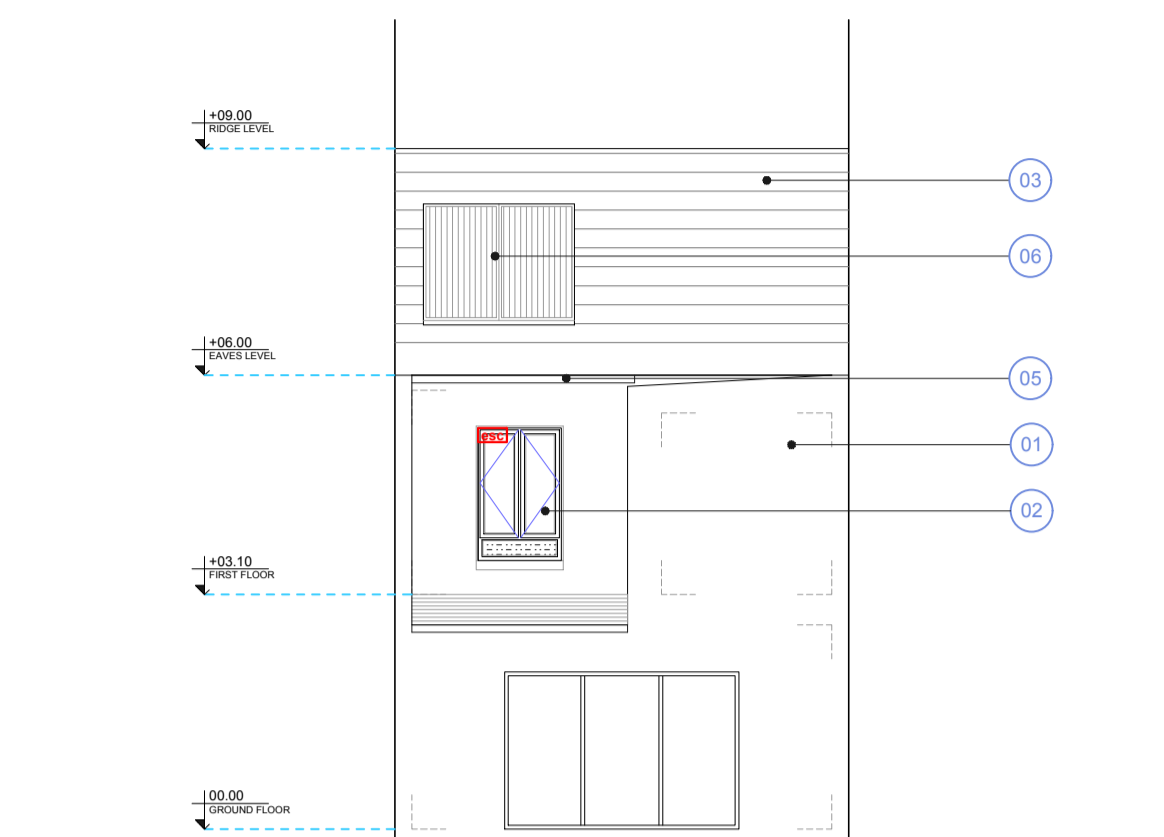 +09.00
RIDGE LEVEL
03
06
+06.00
EAVES LEVEL
05
esc
01
02
+03.10
FIRST FLOOR
00.00
GROUND FLOOR